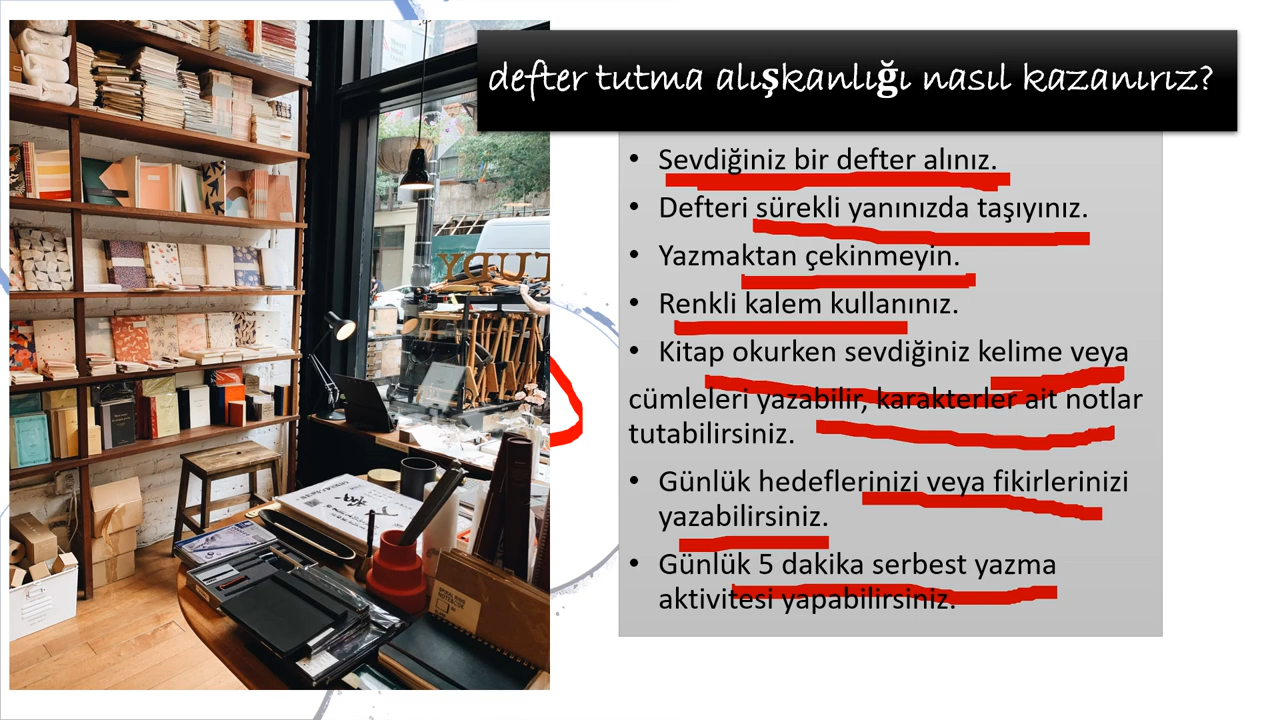 defter tutma alışkanlığı nasıl kazanırız?
• Sevdiğiniz bir defter alınız.
• Defteri sürekli yanınızda taşıyınız.
• Yazmaktan çekinmeyin.
• Renkli kalem kullanınız.
• Kitap okurken sevdiğiniz kelime veya
cümleleri yazabilir, karakterler ait notlar
tutabilirsiniz.
• Günlük hedeflerinizi veya fikirlerinizi
yazabilirsiniz.
• Günlük 5 dakika serbest yazma
aktivitesi yapabilirsiniz.